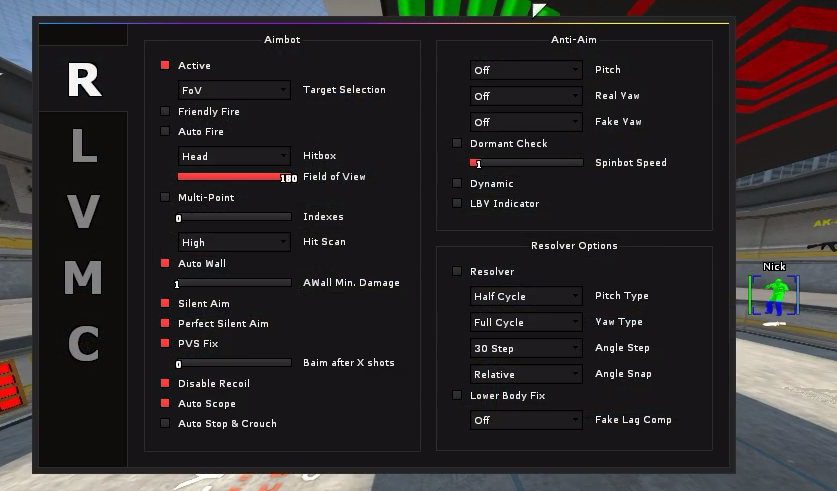 R
L
V
M
C
Aimbot
Active
FoV Target Selection
Friendly Fire
Auto Fire
Head Hitbox
180 Field of View
Multi-Point
0 Indexes
High Hit Scan
Auto Wall
1 AWall Min. Damage
Silent Aim
Perfect Silent Aim
PVS Fix
0 Baim after X shots
Disable Recoil
Auto Scope
Auto Stop & Crouch
Anti-Aim
Off Pitch
Off Real Yaw
Off Fake Yaw
Dormant Check
1 Spinbot Speed
Dynamic
LBY Indicator
Resolver Options
Resolver
Half Cycle Pitch Type
Full Cycle Yaw Type
30 Step Angle Step
Relative Angle Snap
Lower Body Fix
Off Fake Lag Comp
Nick